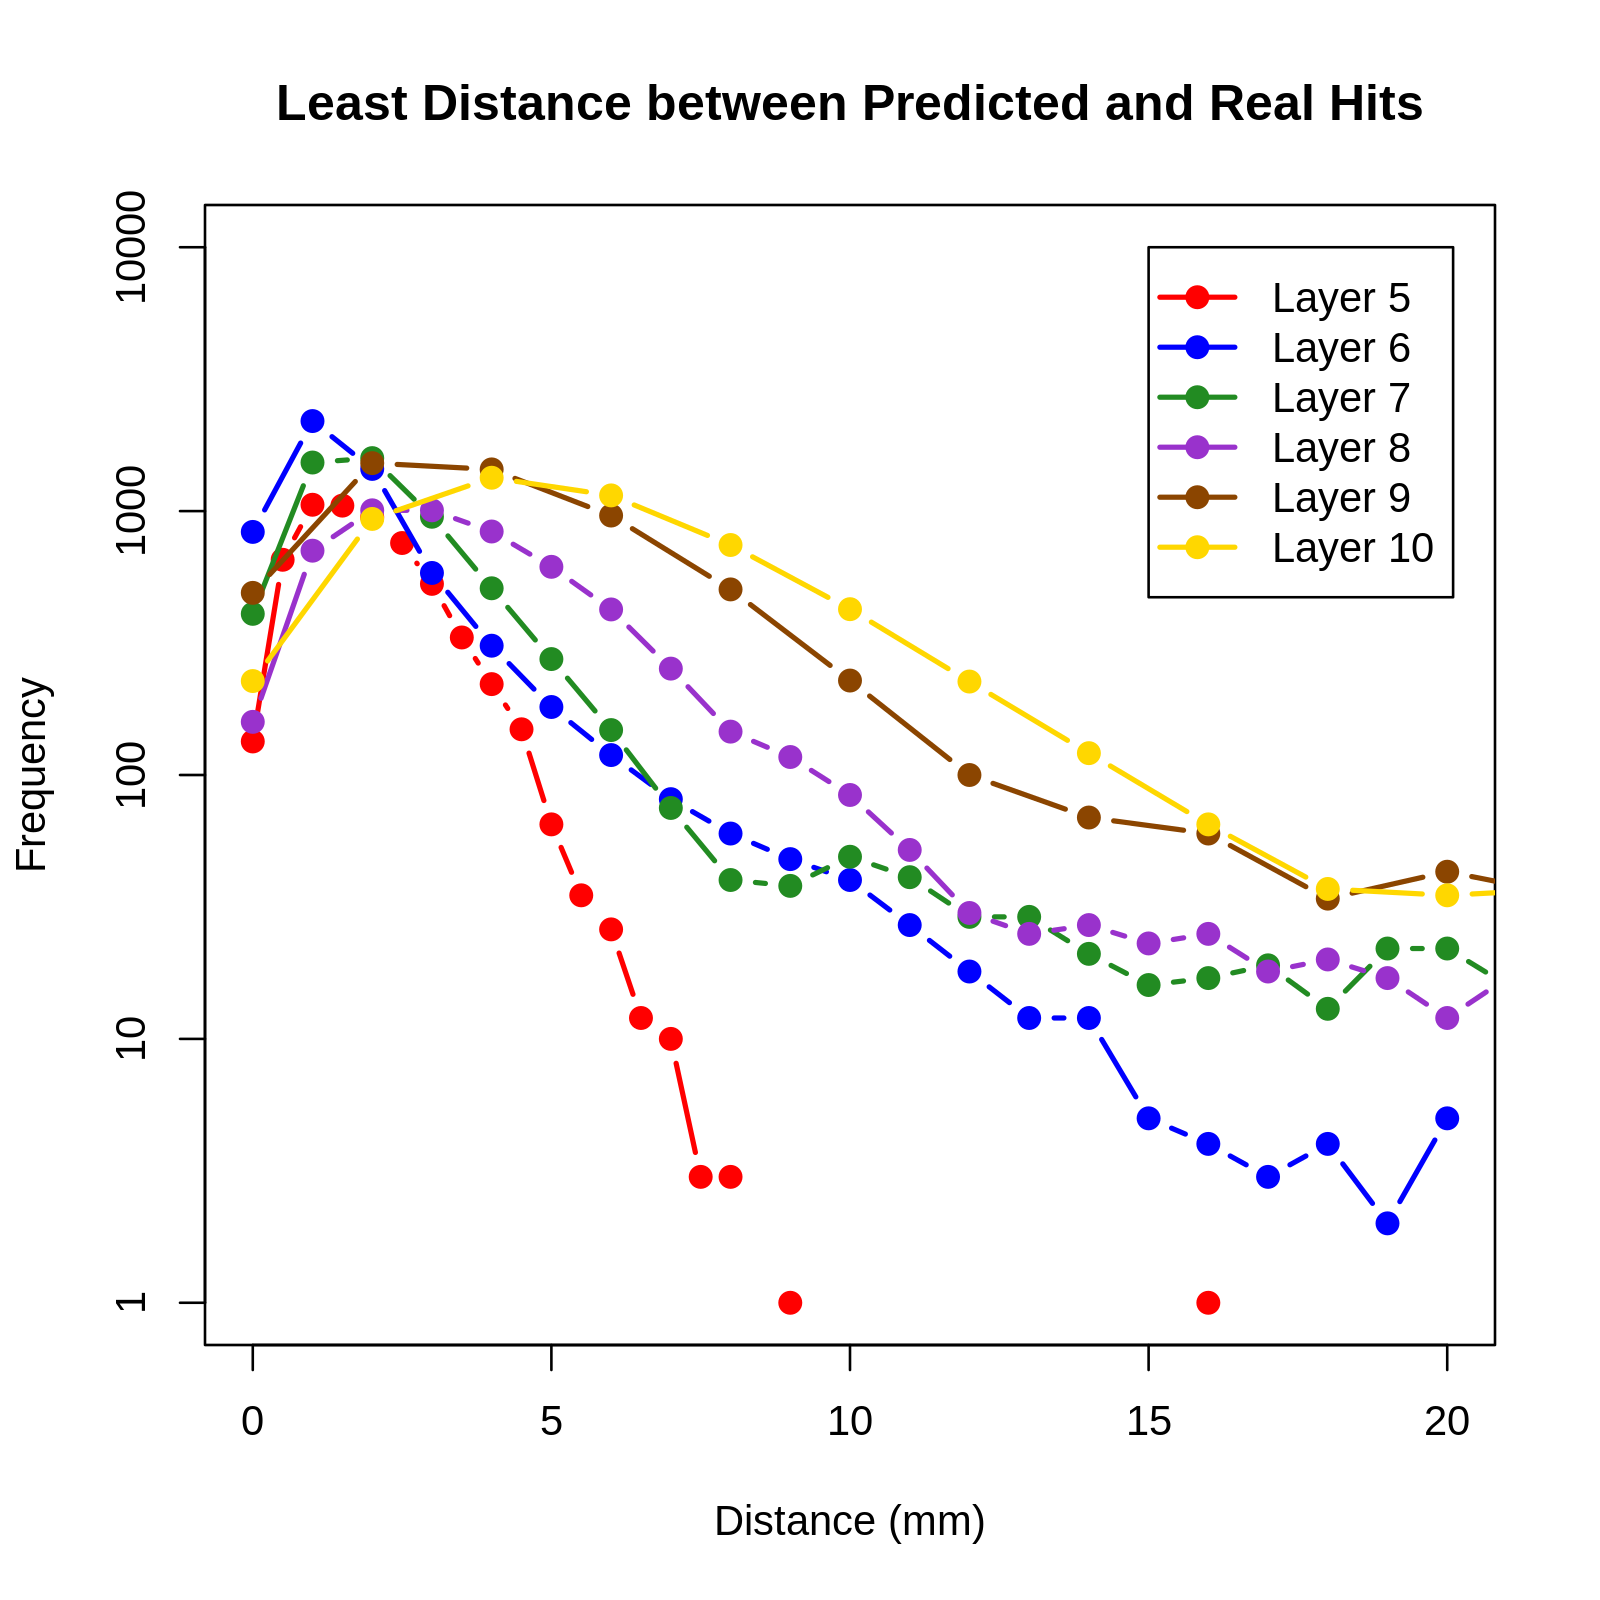 Least Distance between Predicted and Real Hits
10000
1000
100
10
1
Frequency
Layer 5
Layer 6
Layer 7
Layer 8
Layer 9
Layer 10
0 5 10 15 20
Distance (mm)